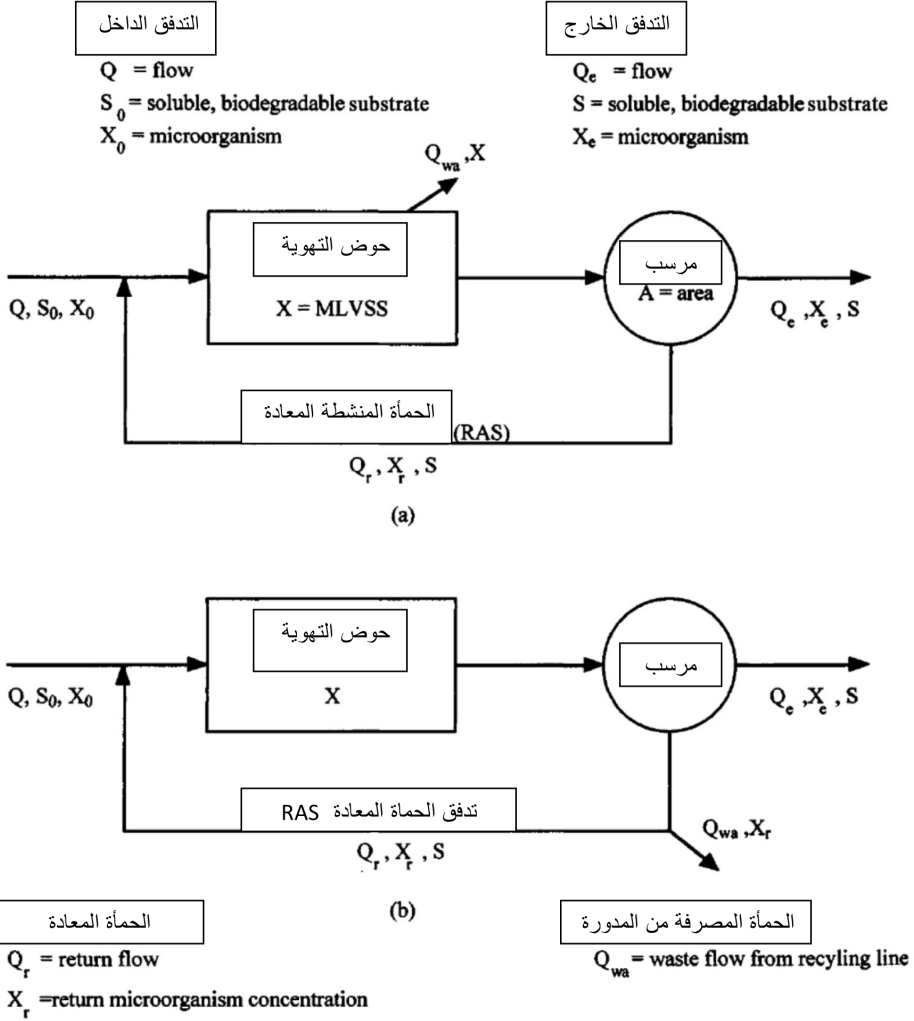 التدفق الداخل
Q = flow
S0 = soluble, biodegradable substrate
X0 = microorganism
التدفق الخارج
Qe = flow
S = soluble, biodegradable substrate
Xe = microorganism
Qwa ,X
حوض التهوية
X = MLVSS
مرسب
A = area
Q, S0, X0
Qe ,Xe , S
الحمأة المنشطة المعادة
(RAS)
Qr , Xr , S
(a)
حوض التهوية
X
مرسب
Q, S0, X0
Qe ,Xe , S
تدفق الحماة المعادة RAS
Qr , Xr , S
Qwa ,Xr
(b)
الحمأة المعادة
Qr = return flow
Xr =return microorganism concentration
الحمأة المصرفة من المدورة
Qwa = waste flow from recyling line